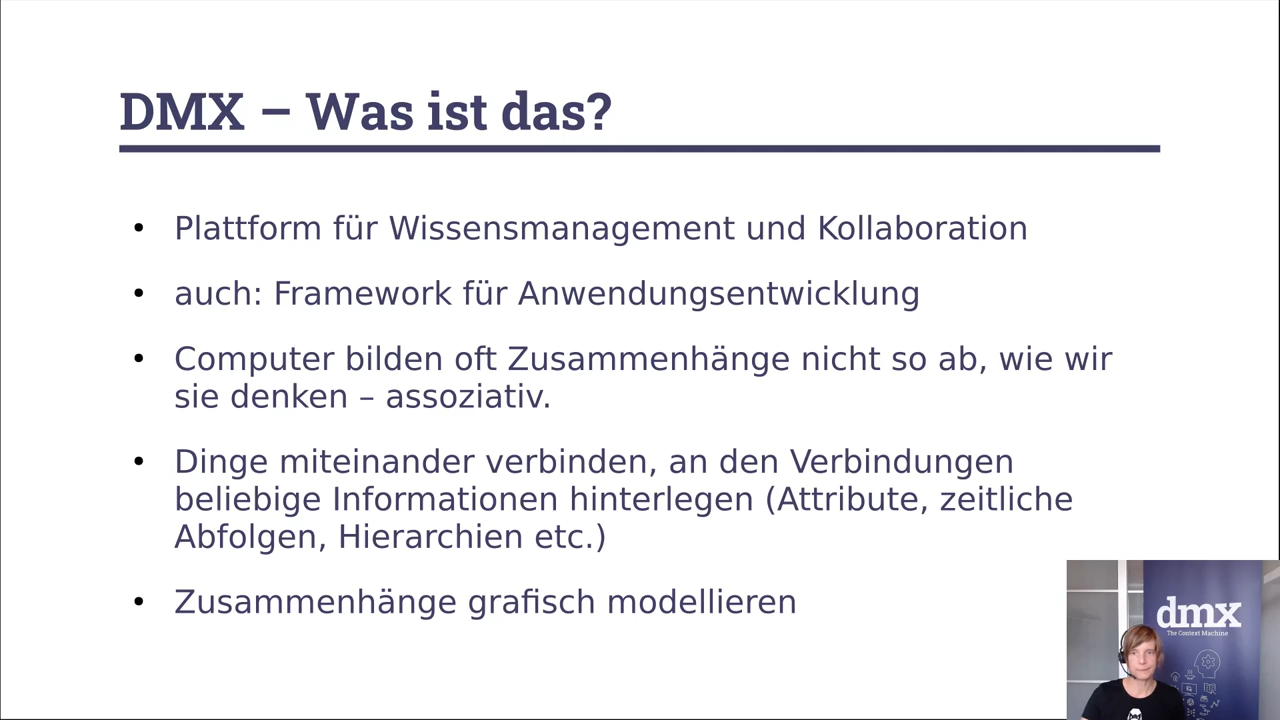 DMX – Was ist das?
• Plattform für Wissensmanagement und Kollaboration
• auch: Framework für Anwendungsentwicklung
• Computer bilden oft Zusammenhänge nicht so ab, wie wir
sie denken – assoziativ.
• Dinge miteinander verbinden, an den Verbindungen
beliebige Informationen hinterlegen (Attribute, zeitliche
Abfolgen, Hierarchien etc.)
• Zusammenhänge grafisch modellieren
dmx
The Context Machine